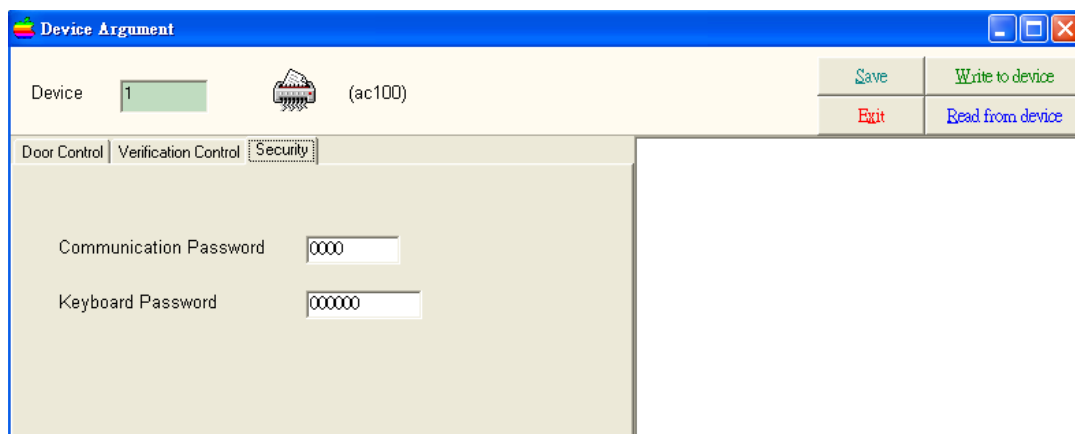 Device Argument
Device 1 (ac100) Save Write to device
Exit Read from device
Door Control Verification Control Security
Communication Password 0000
Keyboard Password 000000